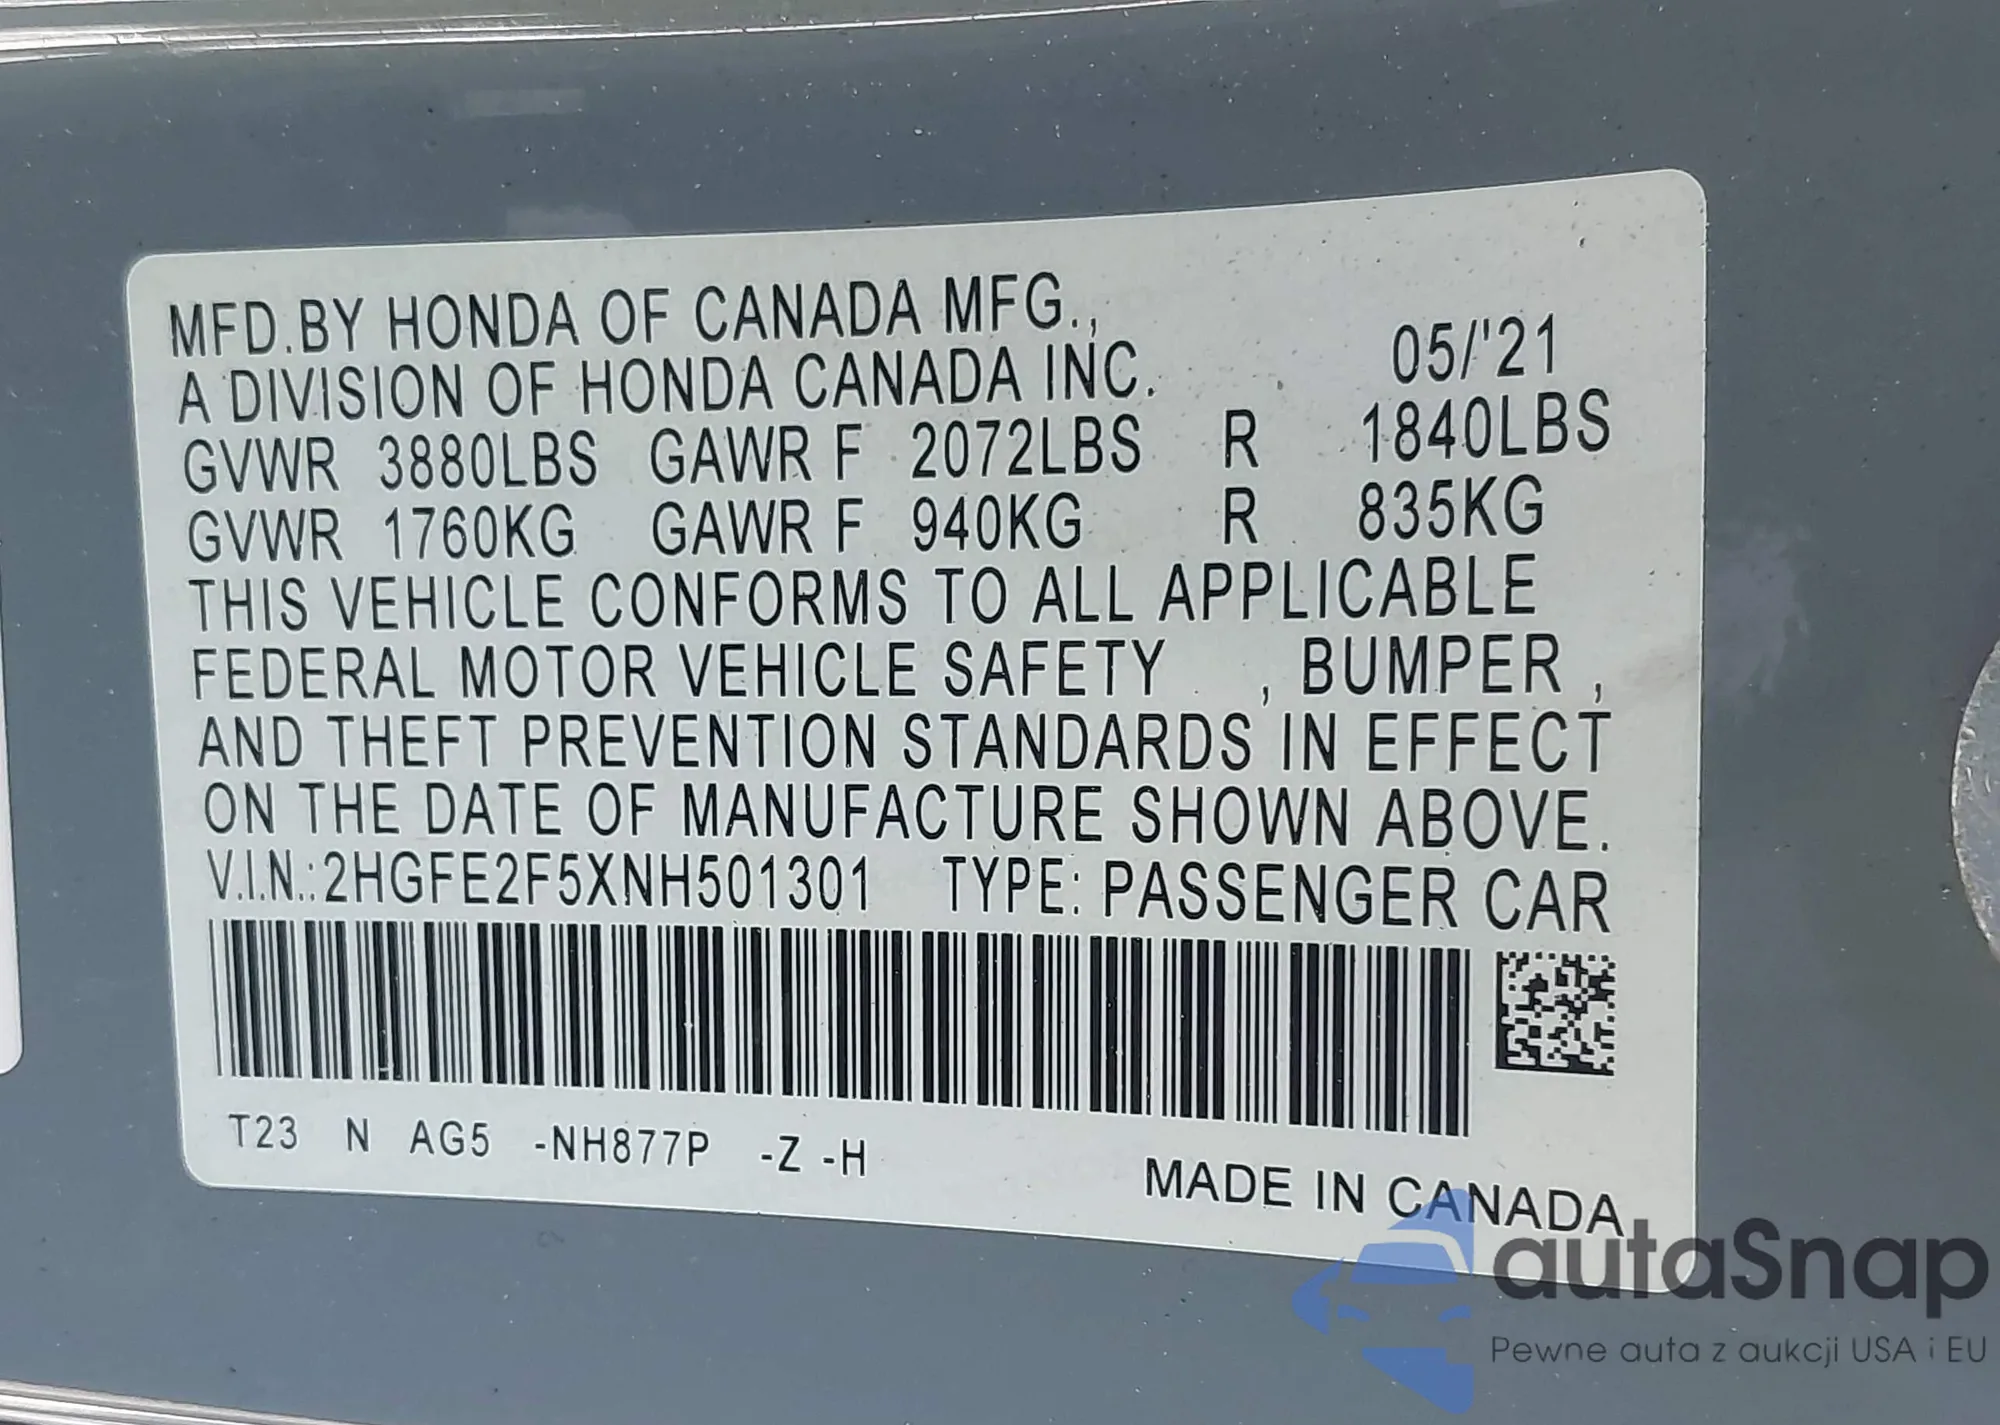 MFD.BY HONDA OF CANADA MFG.,
A DIVISION OF HONDA CANADA INC. 05/'21
GVWR 3880LBS GAWR F 2072LBS R 1840LBS
GVWR 1760KG GAWR F 940KG R 835KG
THIS VEHICLE CONFORMS TO ALL APPLICABLE
FEDERAL MOTOR VEHICLE SAFETY , BUMPER ,
AND THEFT PREVENTION STANDARDS IN EFFECT
ON THE DATE OF MANUFACTURE SHOWN ABOVE.
V.I.N.:2HGFE2F5XNH501301 TYPE: PASSENGER CAR
T23 N AG5 -NH877P -Z -H
MADE IN CANADA
autaSnap
Pewne auta z aukcji USA i EU